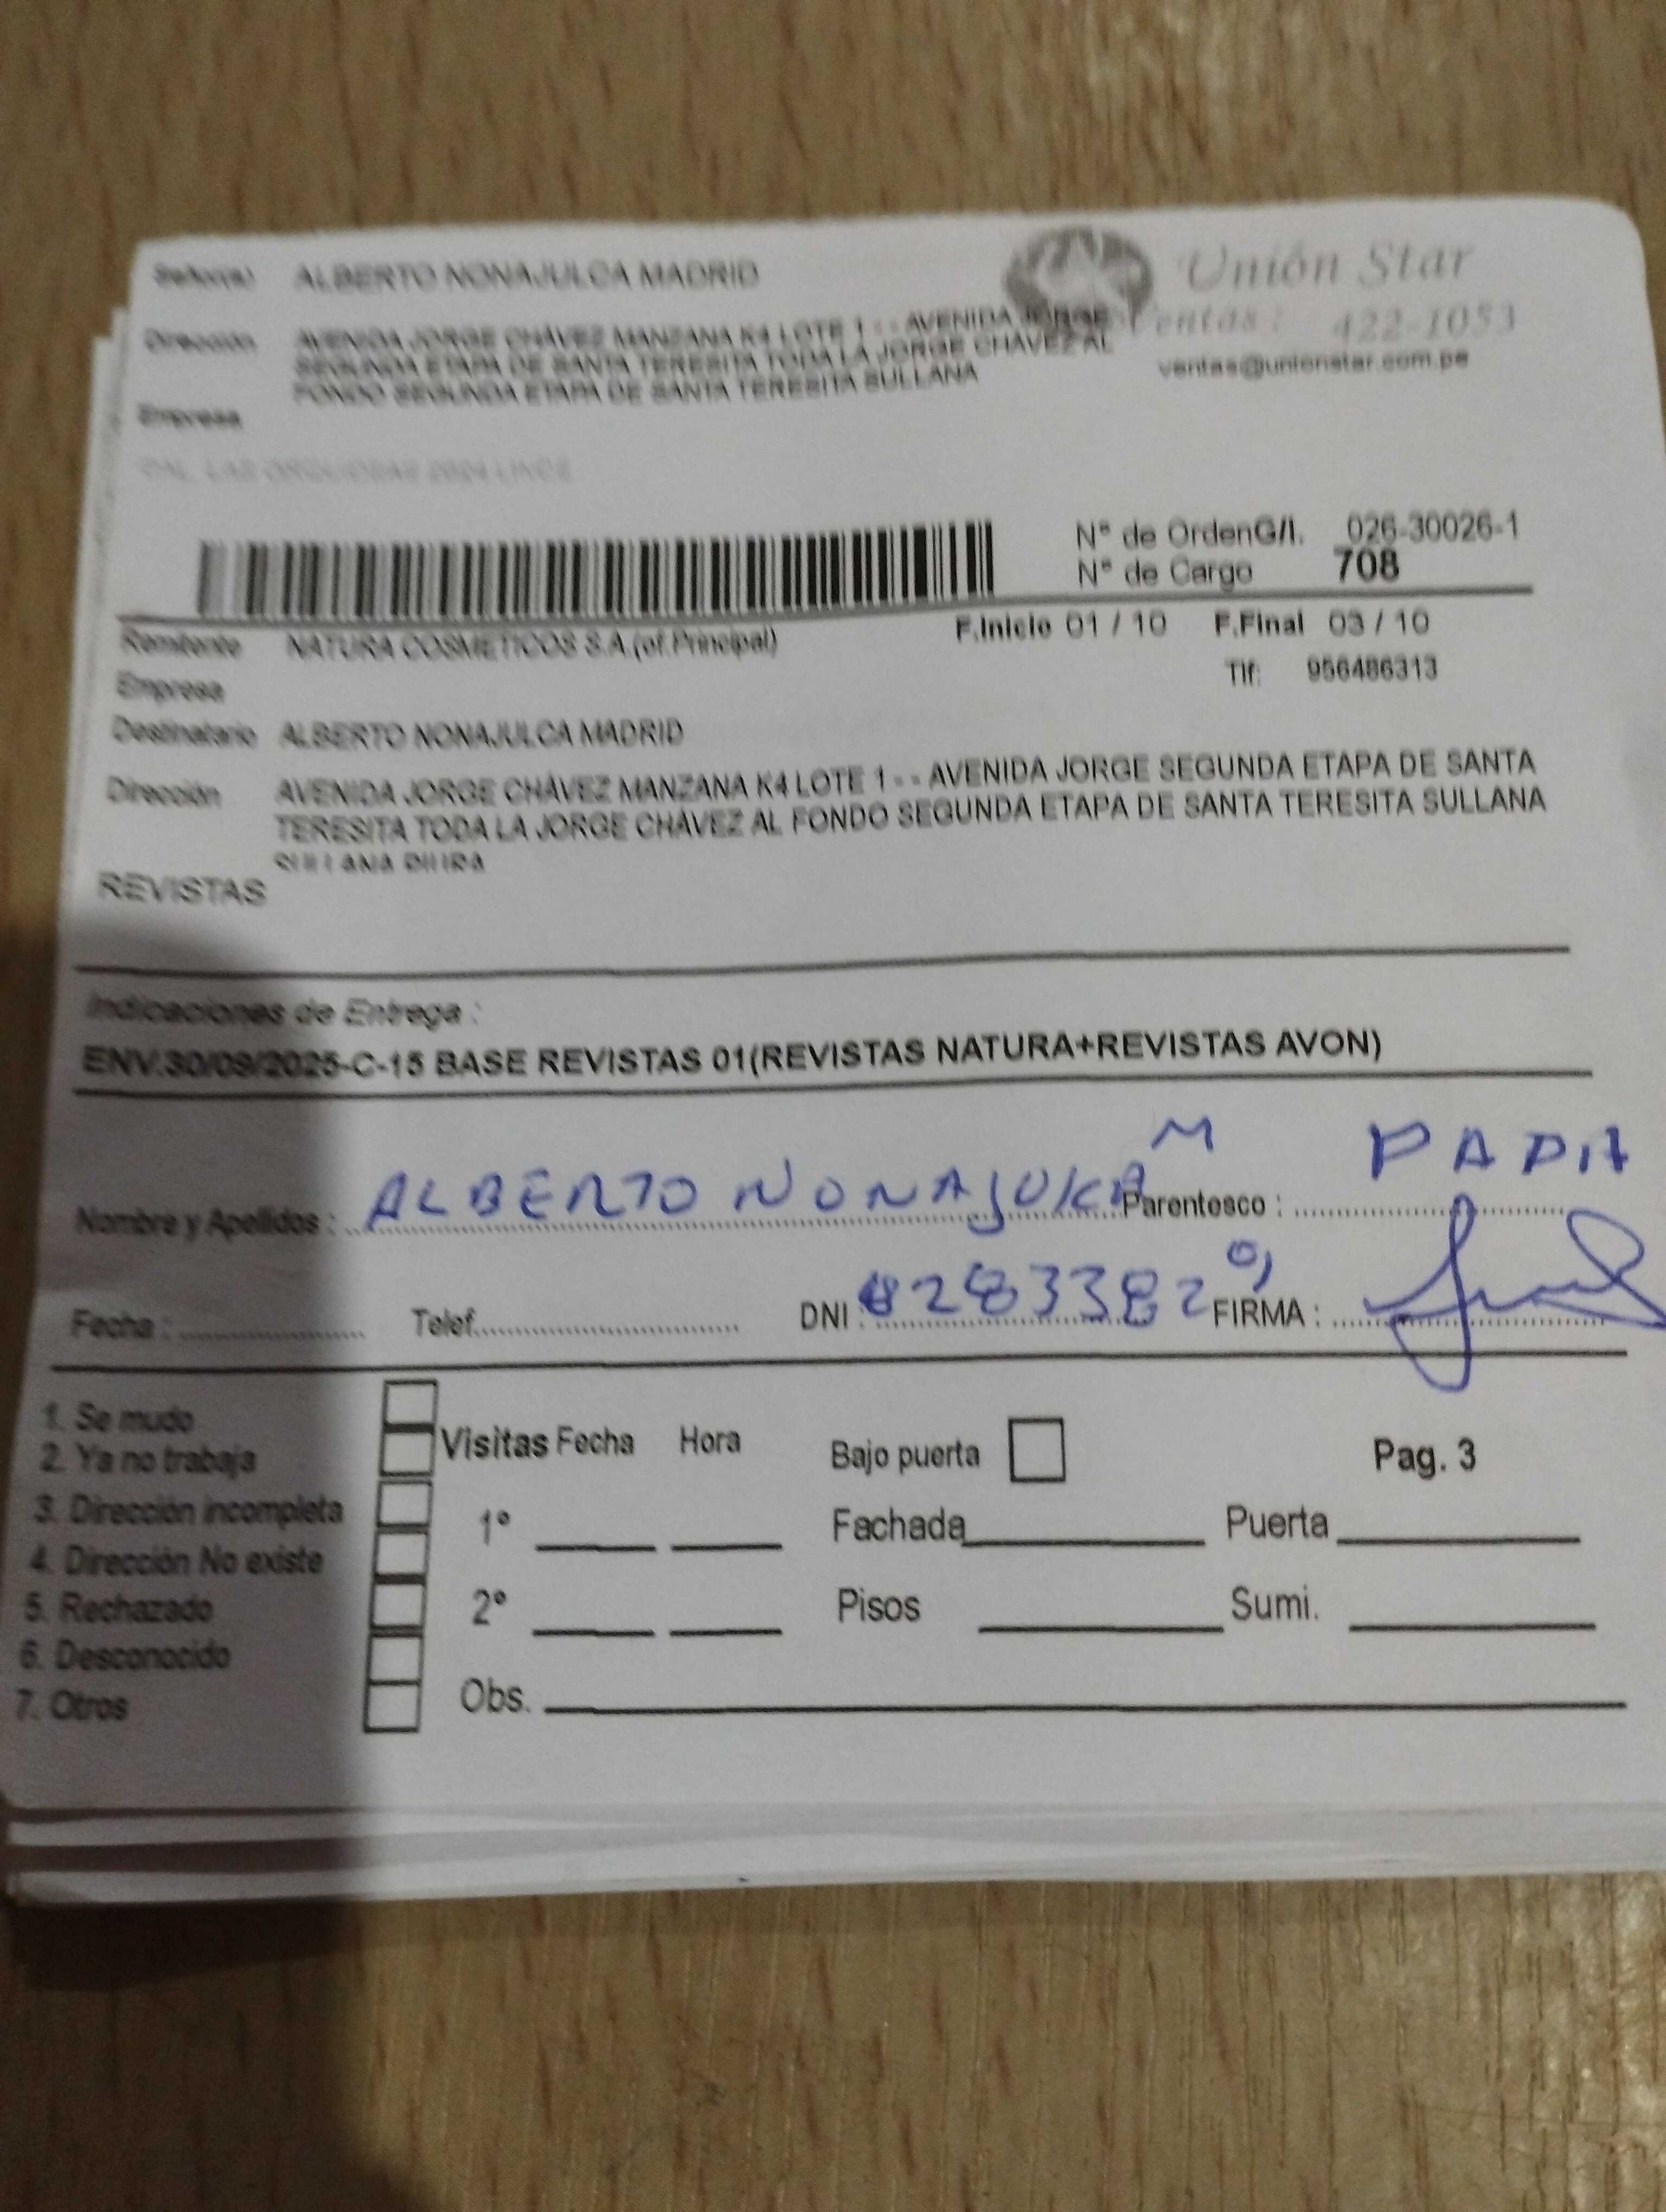 Señor(a) ALBERTO NONAJULCA MADRID
Unión Star
Dirección AVENIDA JORGE CHÁVEZ MANZANA K4 LOTE 1 - - AVENIDA JORGE
Ventas: 422-1053
SEGUNDA ETAPA DE SANTA TERESITA TODA LA JORGE CHÁVEZ AL
ventas@unionstar.com.pe
FONDO SEGUNDA ETAPA DE SANTA TERESITA SULLANA
Empresa
N° de OrdenG/I. 026-30026-1
N° de Cargo 708
Remitente NATURA COSMETICOS S.A.(of.Principal) F.Inicio 01 / 10 F.Final 03 / 10
Empresa Tlf: 956486313
Destinatario ALBERTO NONAJULCA MADRID
Dirección AVENIDA JORGE CHÁVEZ MANZANA K4 LOTE 1 - - AVENIDA JORGE SEGUNDA ETAPA DE SANTA
TERESITA TODA LA JORGE CHÁVEZ AL FONDO SEGUNDA ETAPA DE SANTA TERESITA SULLANA
SULLANA PIURA
REVISTAS
Indicaciones de Entrega :
ENV.30/09/2025-C-15 BASE REVISTAS 01(REVISTAS NATURA+REVISTAS AVON)
Nombre y Apellidos : ALBERTO NONAJUKA M Parentesco : PAPA
Fecha : Telef. DNI : 02833829 FIRMA :
1. Se mudo
2. Ya no trabaja
3. Dirección incompleta
4. Dirección No existe
5. Rechazado
6. Desconocido
7. Otros
Visitas Fecha Hora Bajo puerta Pag. 3
1° Fachada Puerta
2° Pisos Sumi.
Obs.